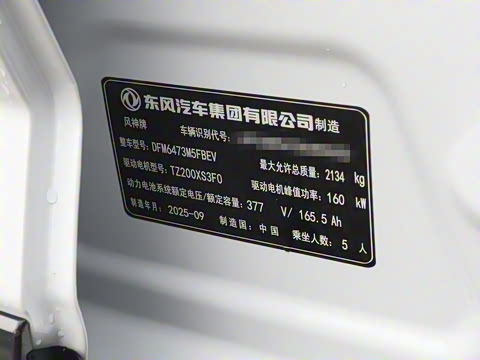 东风汽车集团有限公司制造
风神牌 车辆识别代号:
整车型号: DFM6473M5FBEV 最大允许总质量: 2134 kg
驱动电机型号: TZ200XS3F0 驱动电机峰值功率: 160 kW
动力电池系统额定电压/额定容量: 377 V/ 165.5 Ah
制造年月: 2025-09 制造国: 中国 乘坐人数: 5 人